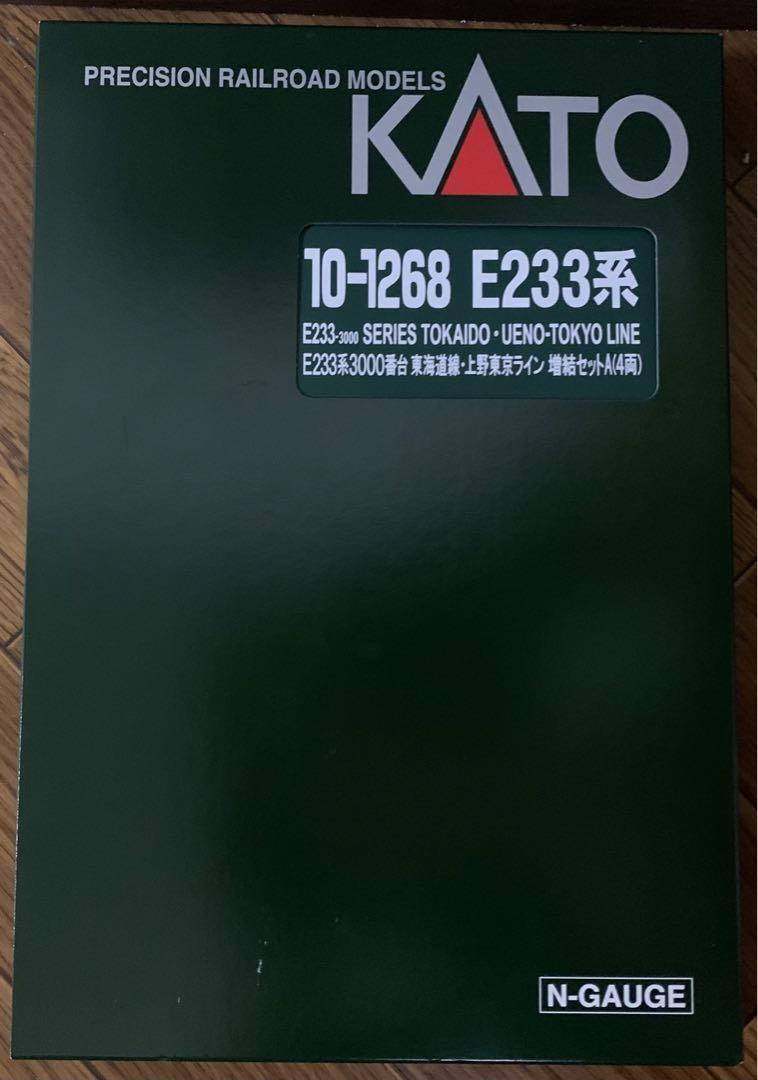 PRECISION RAILROAD MODELS
KATO
10-1268 E233系
E233-3000 SERIES TOKAIDO・UENO-TOKYO LINE
E233系3000番台 東海道線・上野東京ライン 増結セットA(4両)
N-GAUGE